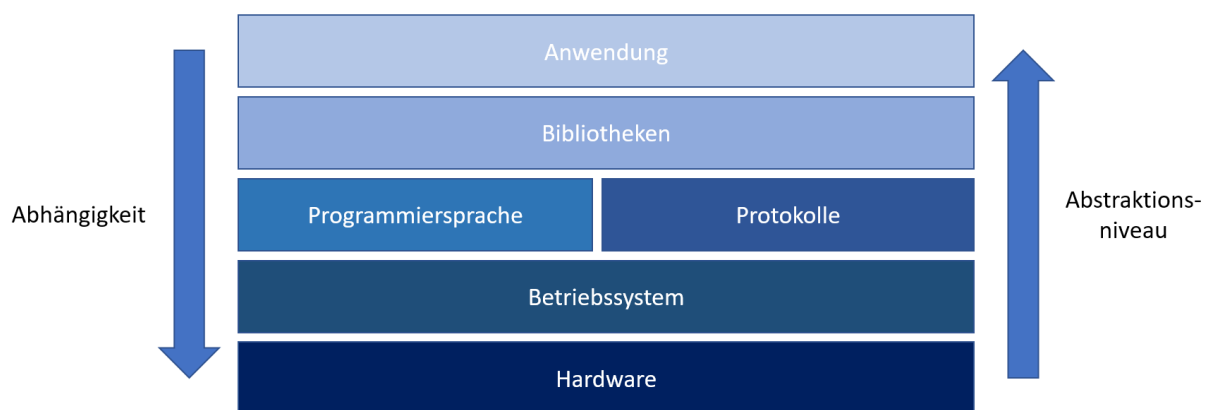 Anwendung
Bibliotheken
Programmiersprache
Protokolle
Abhängigkeit
Abstraktions-
niveau
Betriebssystem
Hardware